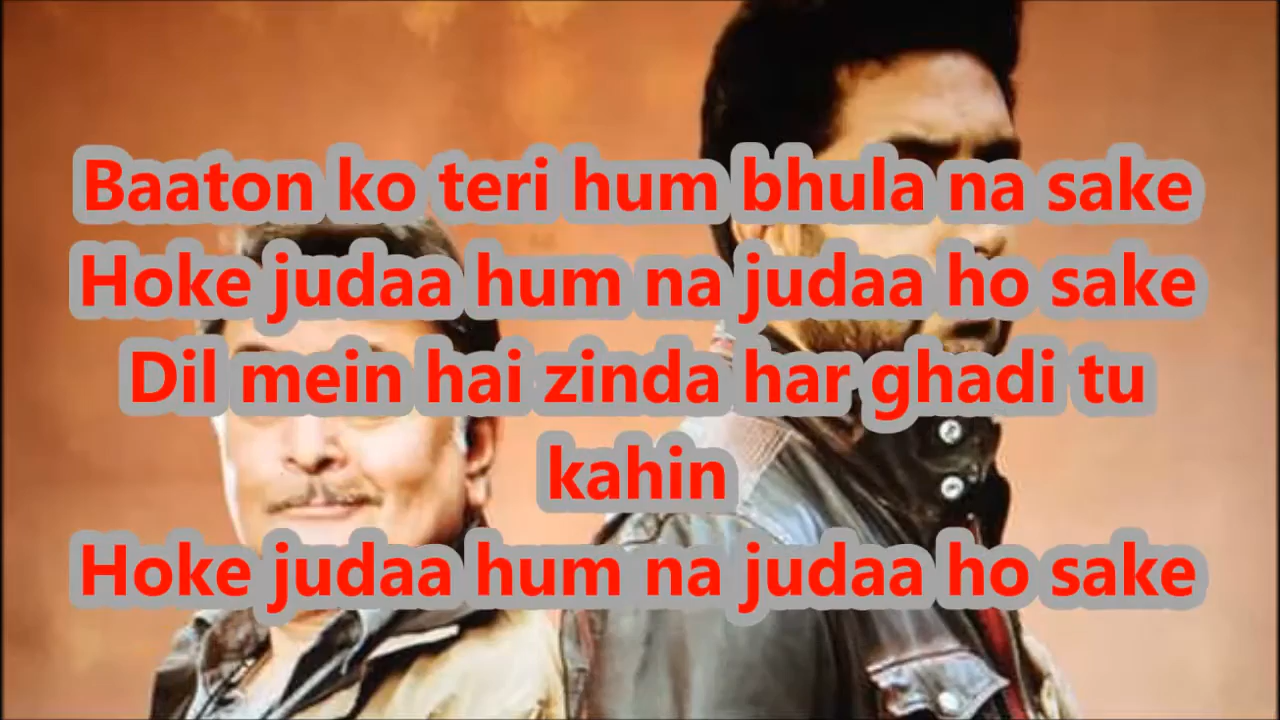 Baaton ko teri hum bhula na sake
Hoke judaa hum na judaa ho sake
Dil mein hai zinda har ghadi tu
kahin
Hoke judaa hum na judaa ho sake